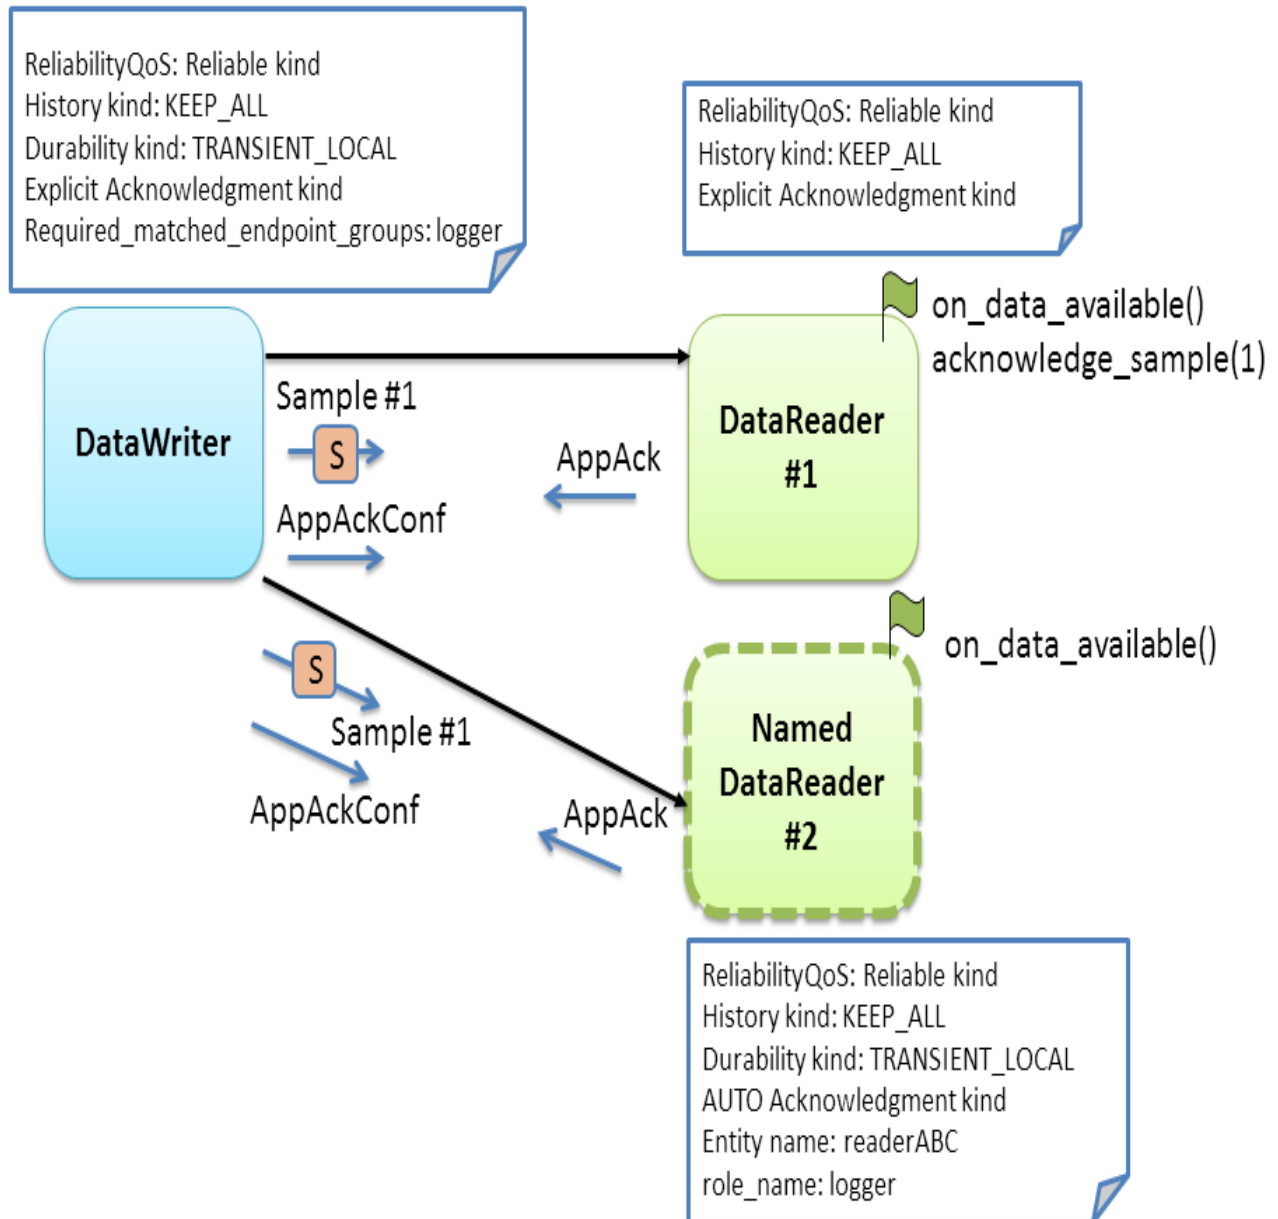 ReliabilityQoS: Reliable kind
History kind: KEEP_ALL
Durability kind: TRANSIENT_LOCAL
Explicit Acknowledgment kind
Required_matched_endpoint_groups: logger
ReliabilityQoS: Reliable kind
History kind: KEEP_ALL
Explicit Acknowledgment kind
on_data_available()
acknowledge_sample(1)
DataWriter
Sample #1
S
AppAckConf
AppAck
DataReader
#1
on_data_available()
S
Sample #1
AppAckConf
AppAck
Named
DataReader
#2
ReliabilityQoS: Reliable kind
History kind: KEEP_ALL
Durability kind: TRANSIENT_LOCAL
AUTO Acknowledgment kind
Entity name: readerABC
role_name: logger